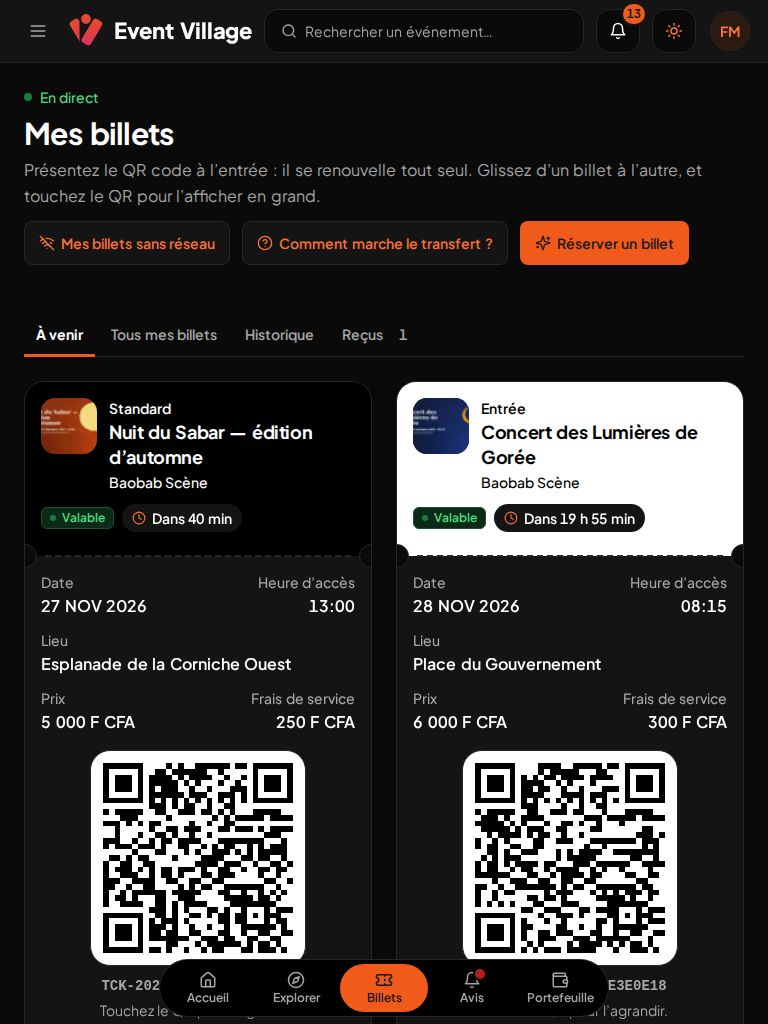 Event Village
Rechercher un événement...
13
FM
En direct
Mes billets
Présentez le QR code à l'entrée : il se renouvelle tout seul. Glissez d'un billet à l'autre, et
touchez le QR pour l'afficher en grand.
Mes billets sans réseau
Comment marche le transfert ?
Réserver un billet
À venir
Tous mes billets
Historique
Reçus 1
Standard
Nuit du Sabar — édition
d'automne
Baobab Scène
Valable
Dans 40 min
Date
Heure d'accès
27 NOV 2026
13:00
Lieu
Esplanade de la Corniche Ouest
Prix
Frais de service
5 000 F CFA
250 F CFA
TCK-202
Touchez le
Entrée
Concert des Lumières de
Gorée
Baobab Scène
Valable
Dans 19 h 55 min
Date
Heure d'accès
28 NOV 2026
08:15
Lieu
Place du Gouvernement
Prix
Frais de service
6 000 F CFA
300 F CFA
E3E0E18
l'agrandir.
Accueil
Explorer
Billets
Avis
Portefeuille